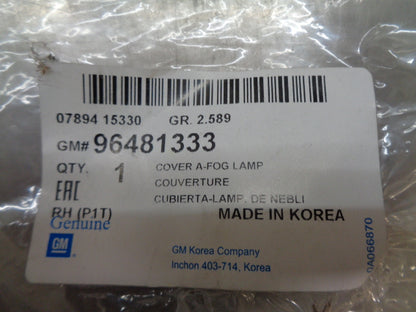 07894 15330 GR. 2.589
GM# 96481333
QTY. 1 COVER A-FOG LAMP
COUVERTURE
CUBIERTA-LAMP. DE NEBLI
EAC
RH (P1T) MADE IN KOREA
Genuine
GM
GM Korea Company
Inchon 403-714, Korea
0A066870